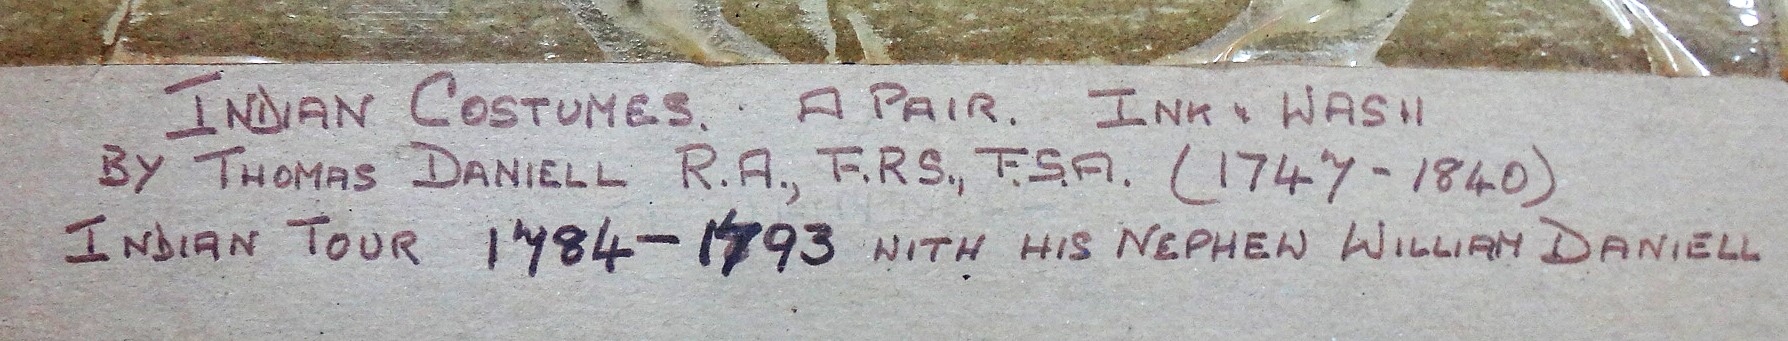 INDIAN COSTUMES. A PAIR. INK & WASH
BY THOMAS DANIELL R.A., F.R.S., F.S.A. (1747-1840)
INDIAN TOUR 1784-1793 WITH HIS NEPHEW WILLIAM DANIELL